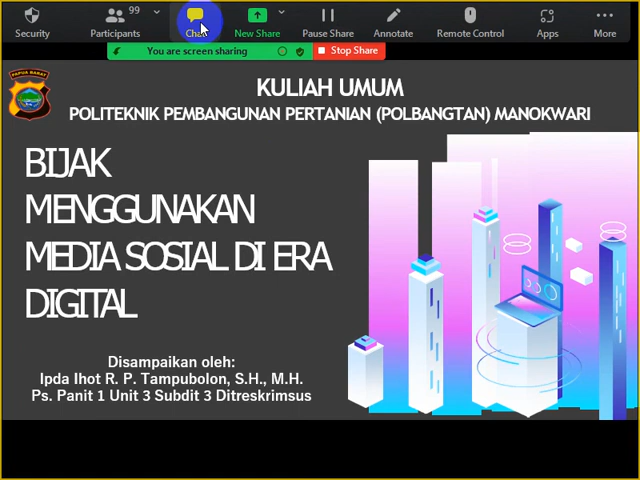 99
Security
Participants
Chat
New Share
Pause Share
Annotate
Remote Control
Apps
More
You are screen sharing
Stop Share
PAPUA BARAT
KULIAH UMUM
POLITEKNIK PEMBANGUNAN PERTANIAN (POLBANGTAN) MANOKWARI
BIJAK
MENGGUNAKAN
MEDIA SOSIAL DI ERA
DIGITAL
Disampaikan oleh:
Ipda Ihot R. P. Tampubolon, S.H., M.H.
Ps. Panit 1 Unit 3 Subdit 3 Ditreskrimsus